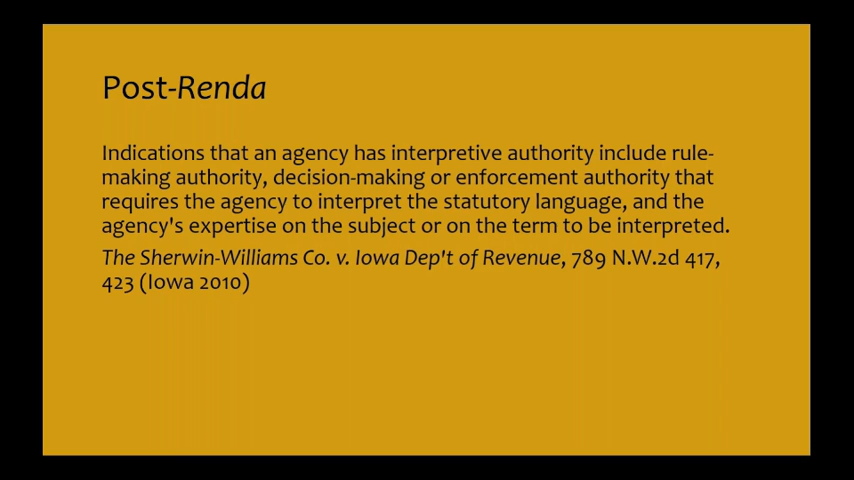 Post-Renda
Indications that an agency has interpretive authority include rule-
making authority, decision-making or enforcement authority that
requires the agency to interpret the statutory language, and the
agency's expertise on the subject or on the term to be interpreted.
The Sherwin-Williams Co. v. Iowa Dep't of Revenue, 789 N.W.2d 417,
423 (Iowa 2010)